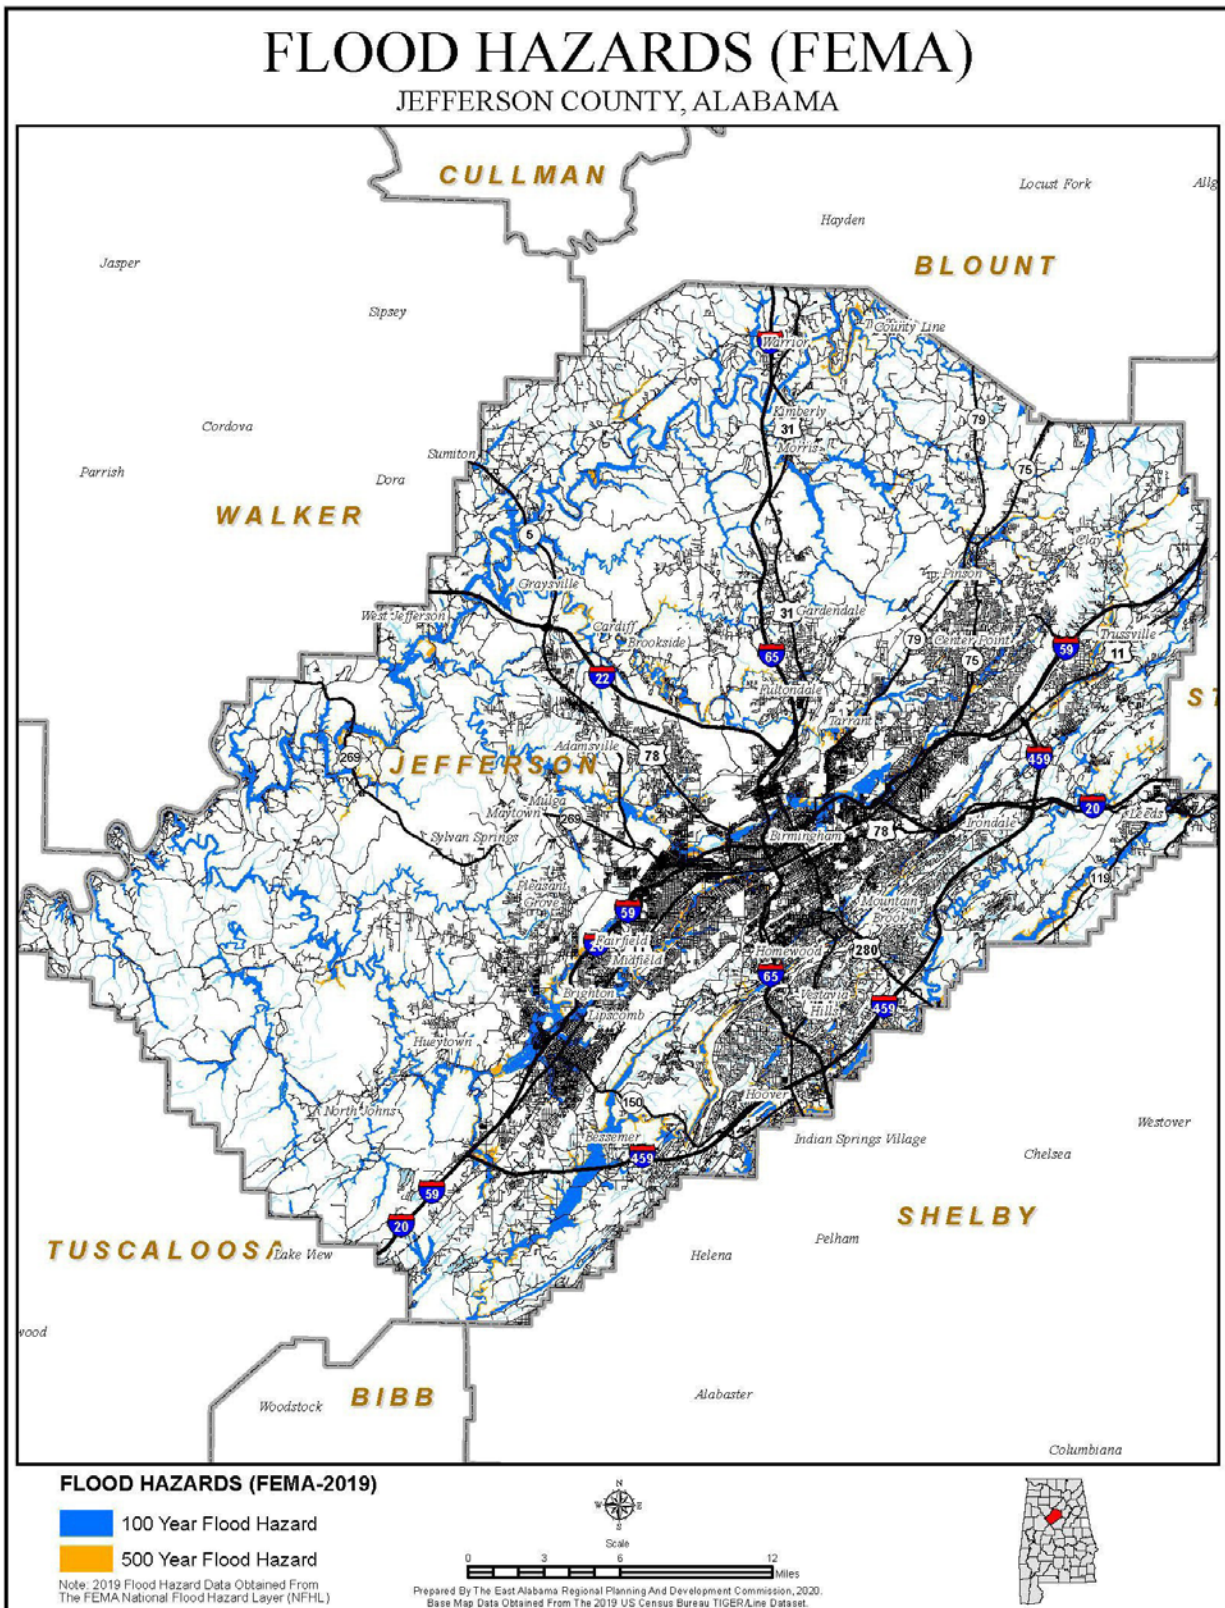 FLOOD HAZARDS (FEMA)
JEFFERSON COUNTY, ALABAMA
CULLMAN
Locust Fork
Allg
Hayden
BLOUNT
Jasper
Sipsey
County Line
Warrior
Kimberly
31
79
Cordova
Morris
Sumiton
75
Parrish
Dora
WALKER
5
Clay
Graysville
Pinson
West Jefferson
Cardiff
31
Gardendale
Brookside
79
Center Point
Trussville
65
75
59
11
22
Fultondale
ST
Tarrant
Adamsville
78
269
JEFFERSON
459
Mulga
20
Maytown
269
Leeds
Sylvan Springs
Birmingham
78
Irondale
Pleasant
Grove
119
59
Mountain
Brook
20
Fairfield
Homewood
280
Midfield
65
Brighton
Vestavia
Hills
459
Lipscomb
Hueytown
Hoover
150
North Johns
Westover
Bessemer
Indian Springs Village
459
Chelsea
59
20
SHELBY
TUSCALOOSA
Lake View
Helena
Pelham
wood
BIBB
Woodstock
Alabaster
Columbiana
FLOOD HAZARDS (FEMA-2019)
100 Year Flood Hazard
500 Year Flood Hazard
Note: 2019 Flood Hazard Data Obtained From
The FEMA National Flood Hazard Layer (NFHL)
N
W E
S
Scale
0 3 6 12
Miles
Prepared By The East Alabama Regional Planning And Development Commission, 2020.
Base Map Data Obtained From The 2019 US Census Bureau TIGER/Line Dataset.